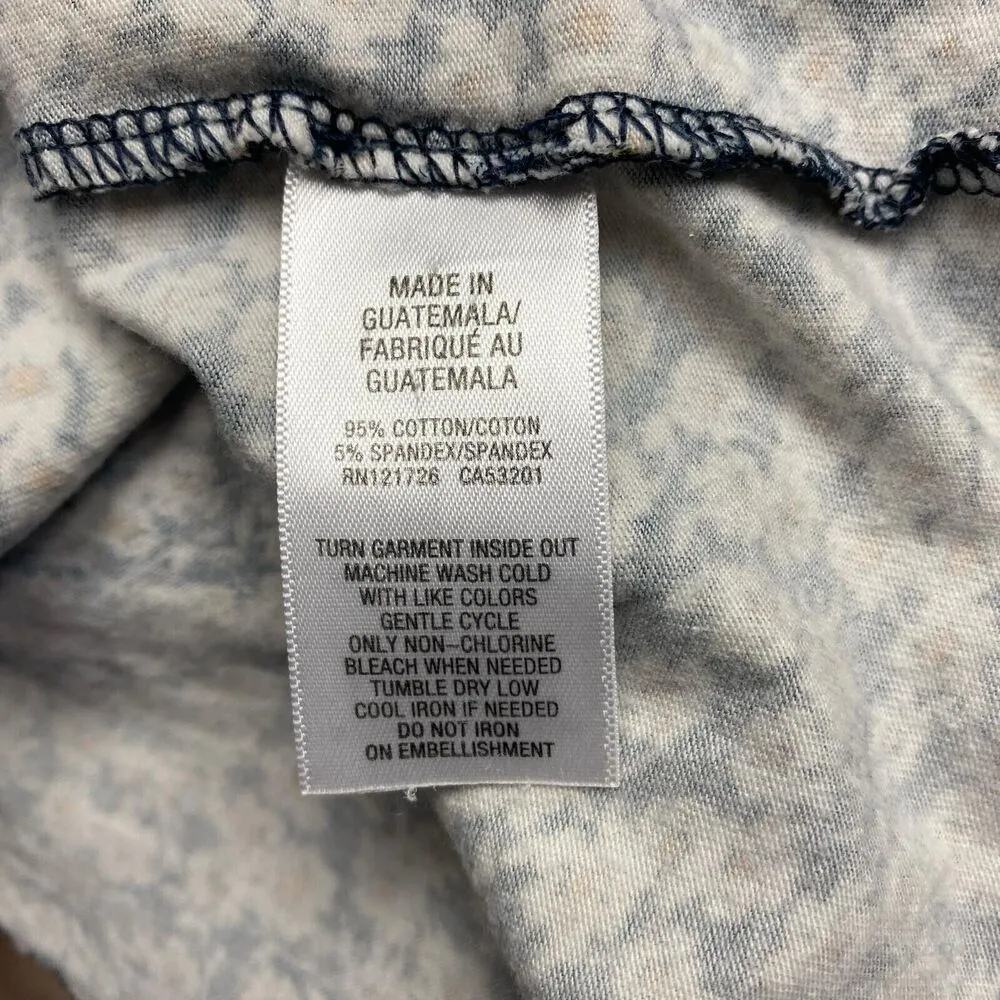 MADE IN
GUATEMALA/
FABRIQUÉ AU
GUATEMALA
95% COTTON/COTON
5% SPANDEX/SPANDEX
RN121726 CA53201
TURN GARMENT INSIDE OUT
MACHINE WASH COLD
WITH LIKE COLORS
GENTLE CYCLE
ONLY NON-CHLORINE
BLEACH WHEN NEEDED
TUMBLE DRY LOW
COOL IRON IF NEEDED
DO NOT IRON
ON EMBELLISHMENT